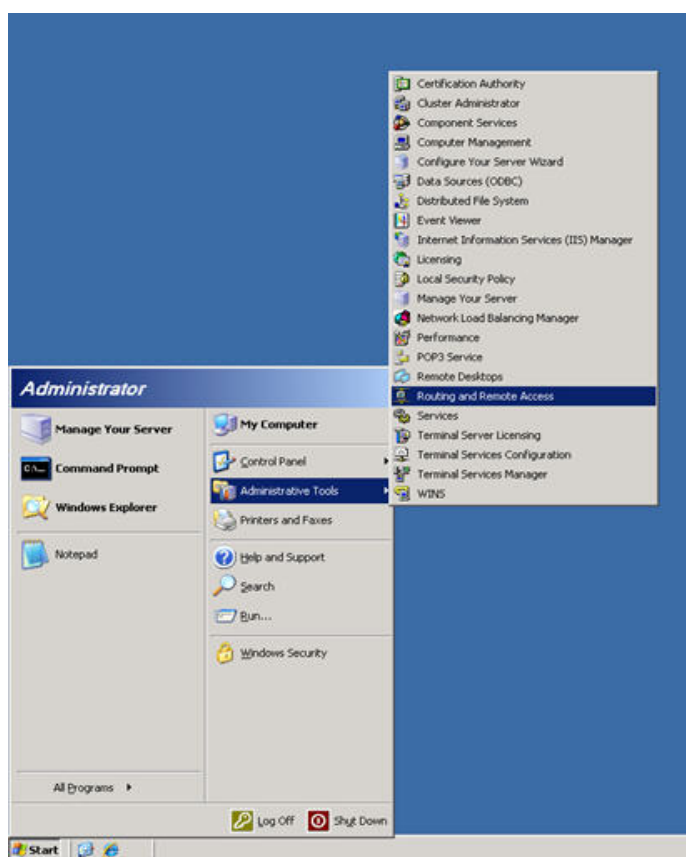 Certification Authority
Cluster Administrator
Component Services
Computer Management
Configure Your Server Wizard
Data Sources (ODBC)
Distributed File System
Event Viewer
Internet Information Services (IIS) Manager
Licensing
Local Security Policy
Manage Your Server
Network Load Balancing Manager
Performance
POP3 Service
Remote Desktops
Routing and Remote Access
Services
Terminal Server Licensing
Terminal Services Configuration
Terminal Services Manager
WINS
Administrator
Manage Your Server
Command Prompt
Windows Explorer
Notepad
All Programs
My Computer
Control Panel
Administrative Tools
Printers and Faxes
Help and Support
Search
Run...
Windows Security
Log Off
Shut Down
Start